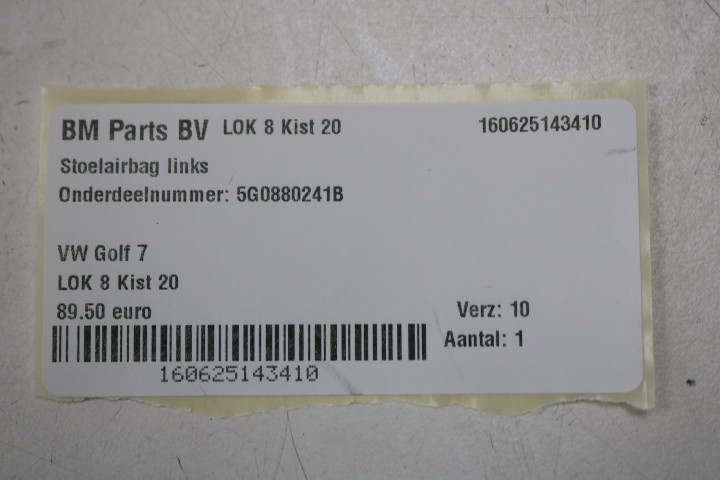 BM Parts BV LOK 8 Kist 20 160625143410
Stoelairbag links
Onderdeelnummer: 5G0880241B
VW Golf 7
LOK 8 Kist 20
89.50 euro Verz: 10
Aantal: 1
160625143410